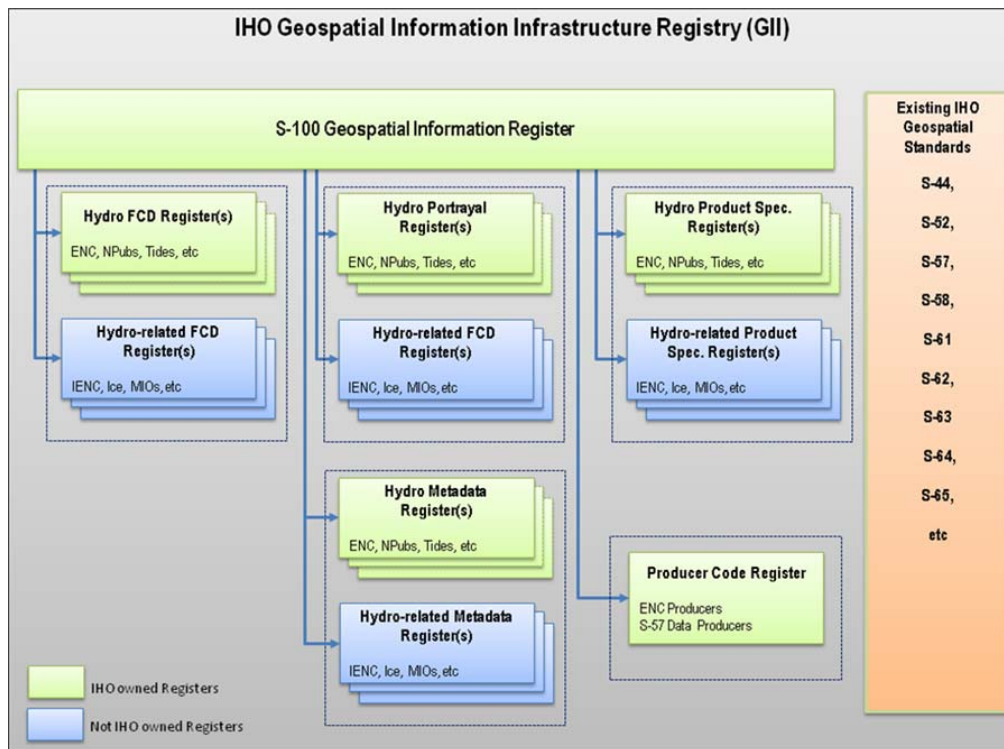 IHO Geospatial Information Infrastructure Registry (GII)
S-100 Geospatial Information Register
Hydro FCD Register(s)
ENC, NPubs, Tides, etc
Hydro-related FCD
Register(s)
IENC, Ice, MIOs, etc
Hydro Portrayal
Register(s)
ENC, NPubs, Tides, etc
Hydro-related FCD
Register(s)
IENC, Ice, MIOs, etc
Hydro Product Spec.
Register(s)
ENC, NPubs, Tides, etc
Hydro-related Product
Spec. Register(s)
IENC, Ice, MIOs, etc
Hydro Metadata
Register(s)
ENC, NPubs, Tides, etc
Hydro-related Metadata
Register(s)
IENC, Ice, MIOs, etc
Producer Code Register
ENC Producers
S-57 Data Producers
Existing IHO
Geospatial
Standards
S-44,
S-52,
S-57,
S-58,
S-61
S-62,
S-63
S-64,
S-65,
etc
IHO owned Registers
Not IHO owned Registers